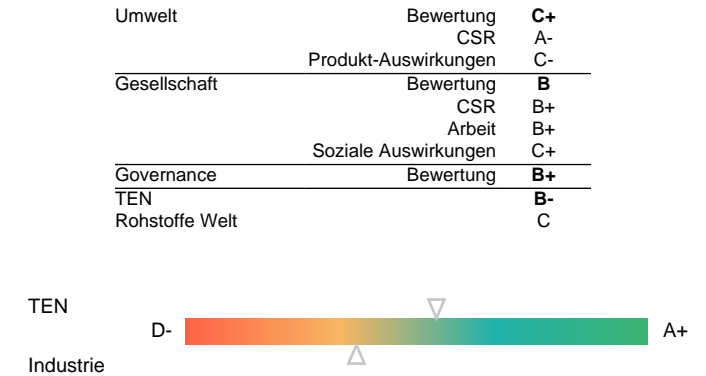 Umwelt Bewertung C+
CSR A-
Produkt-Auswirkungen C-
Gesellschaft Bewertung B
CSR B+
Arbeit B+
Soziale Auswirkungen C+
Governance Bewertung B+
TEN B-
Rohstoffe Welt C
TEN
D- A+
Industrie